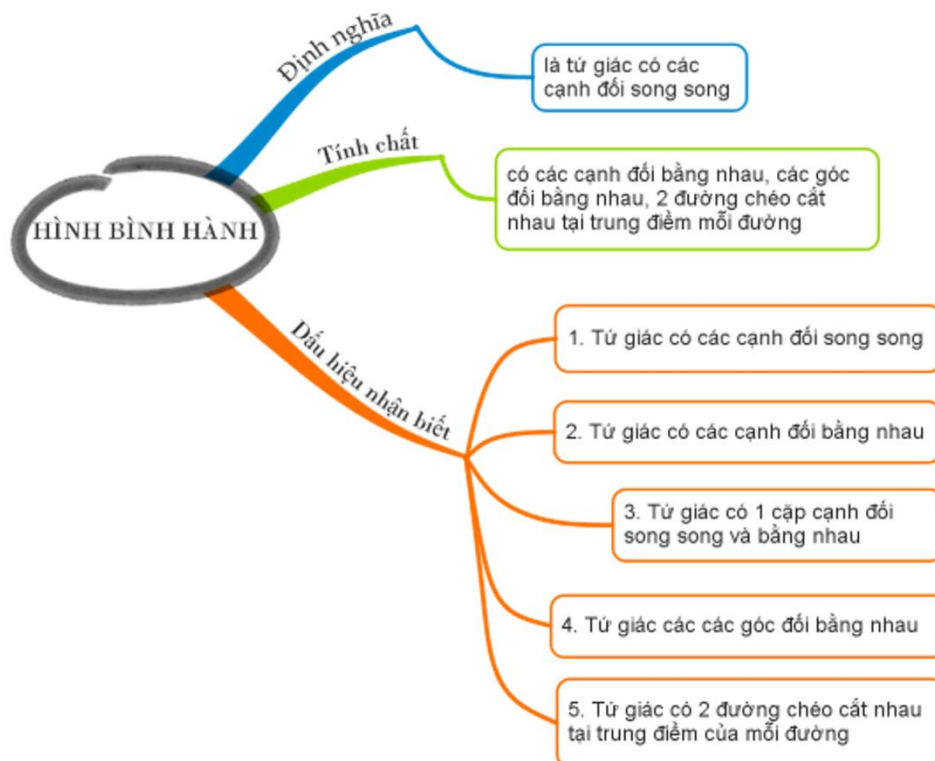 HÌNH BÌNH HÀNH
Định nghĩa
là tứ giác có các
cạnh đối song song
Tính chất
có các cạnh đối bằng nhau, các góc
đối bằng nhau, 2 đường chéo cắt
nhau tại trung điểm mỗi đường
Dấu hiệu nhận biết
1. Tứ giác có các cạnh đối song song
2. Tứ giác có các cạnh đối bằng nhau
3. Tứ giác có 1 cặp cạnh đối
song song và bằng nhau
4. Tứ giác các các góc đối bằng nhau
5. Tứ giác có 2 đường chéo cắt nhau
tại trung điểm của mỗi đường